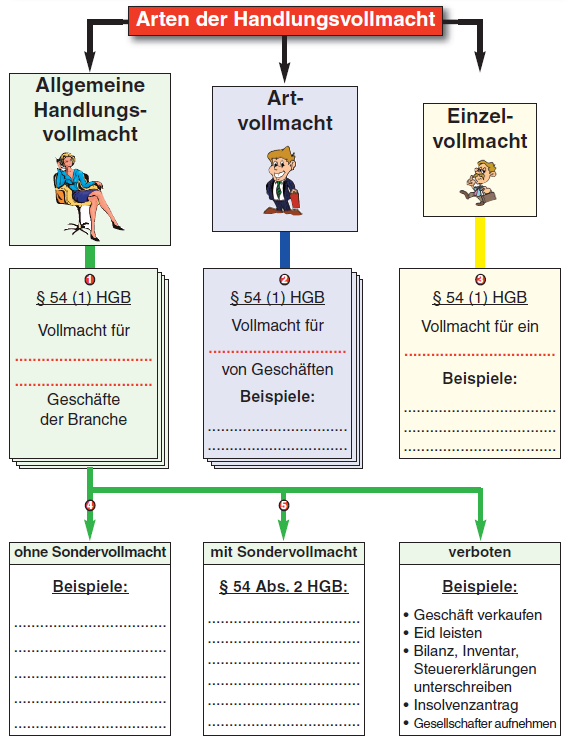 Arten der Handlungsvollmacht
Allgemeine
Handlungs-
vollmacht
Art-
vollmacht
Einzel-
vollmacht
1
§ 54 (1) HGB
Vollmacht für
..............................
..............................
Geschäfte
der Branche
2
§ 54 (1) HGB
Vollmacht für
..............................
von Geschäften
Beispiele:
..............................
..............................
3
§ 54 (1) HGB
Vollmacht für ein
..............................
Beispiele:
..............................
..............................
..............................
4
ohne Sondervollmacht
Beispiele:
..............................
..............................
..............................
..............................
..............................
5
mit Sondervollmacht
§ 54 Abs. 2 HGB:
..............................
..............................
..............................
..............................
..............................
..............................
verboten
Beispiele:
• Geschäft verkaufen
• Eid leisten
• Bilanz, Inventar,
Steuererklärungen
unterschreiben
• Insolvenzantrag
• Gesellschafter aufnehmen